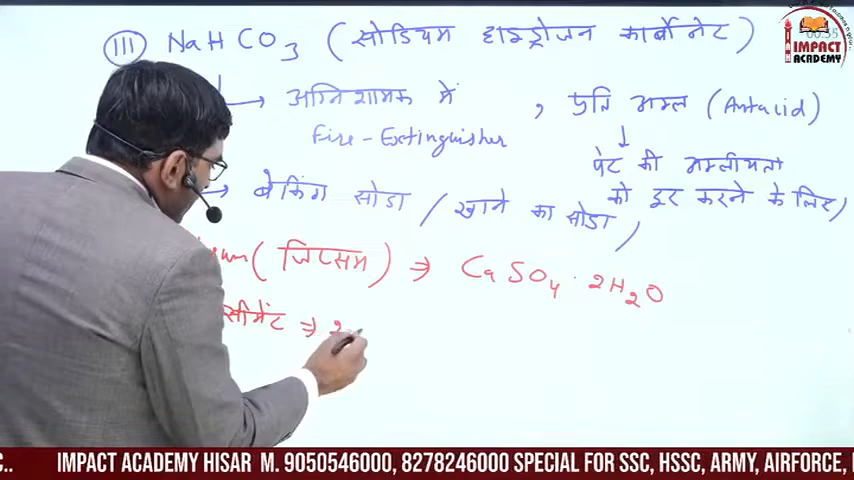 III NaHCO3 (सोडियम हाइड्रोजन कार्बोनेट)
→ अग्निशामक में , प्रति अम्ल (Antacid)
Fire-Extinguisher
↓
पेट की अम्लीयता
को दूर करने के लिए,
→ बेकिंग सोडा / खाने का सोडा,
(जिप्सम) ⇒ CaSO4·2H2O
सीमेंट ⇒ 2
IMPACT
ACADEMY
IMPACT ACADEMY HISAR M. 9050546000, 8278246000 SPECIAL FOR SSC, HSSC, ARMY, AIRFORCE,